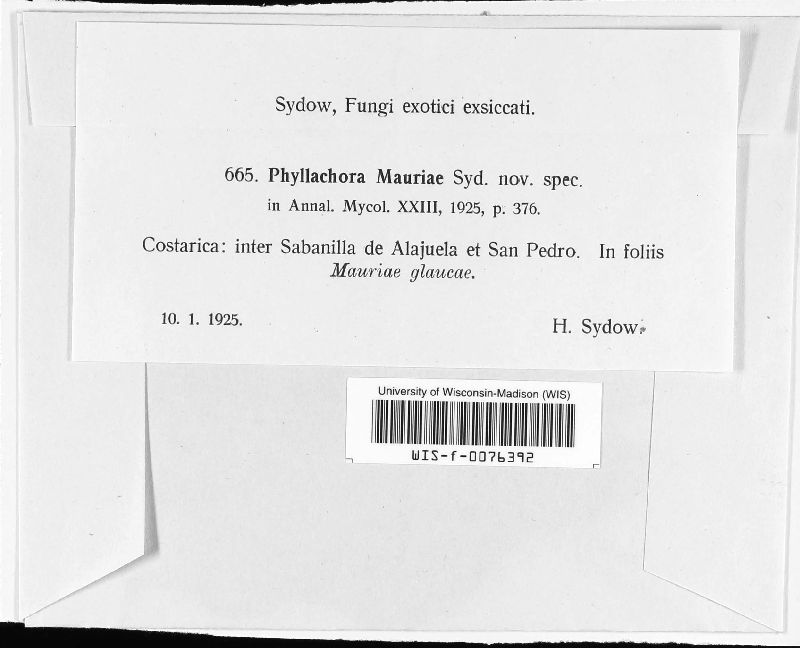 Sydow, Fungi exotici exsiccati.
665. Phyllachora Mauriae Syd. nov. spec.
in Annal. Mycol. XXIII, 1925, p. 376.
Costarica: inter Sabanilla de Alajuela et San Pedro. In foliis
Mauriae glaucae.
10. 1. 1925.
H. Sydow.
University of Wisconsin-Madison (WIS)
WIS-f-0076392